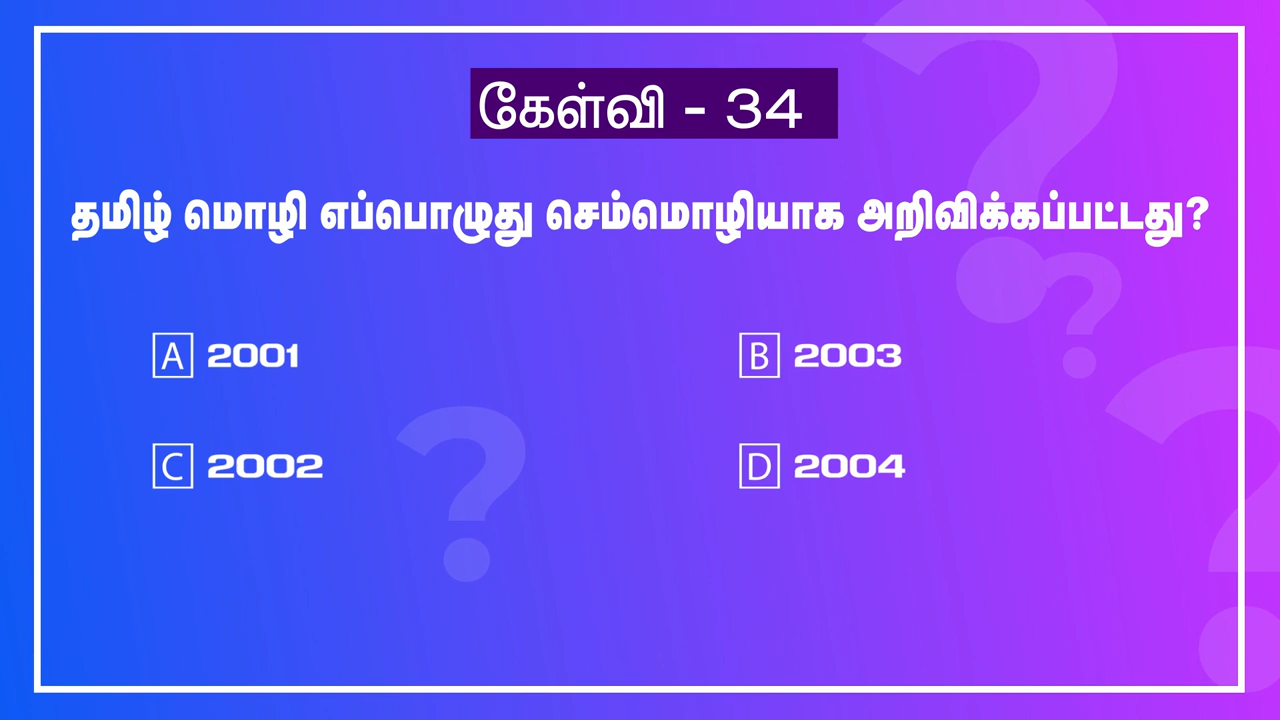 கேள்வி - 34
தமிழ் மொழி எப்பொழுது செம்மொழியாக அறிவிக்கப்பட்டது?
A 2001
B 2003
C 2002
D 2004